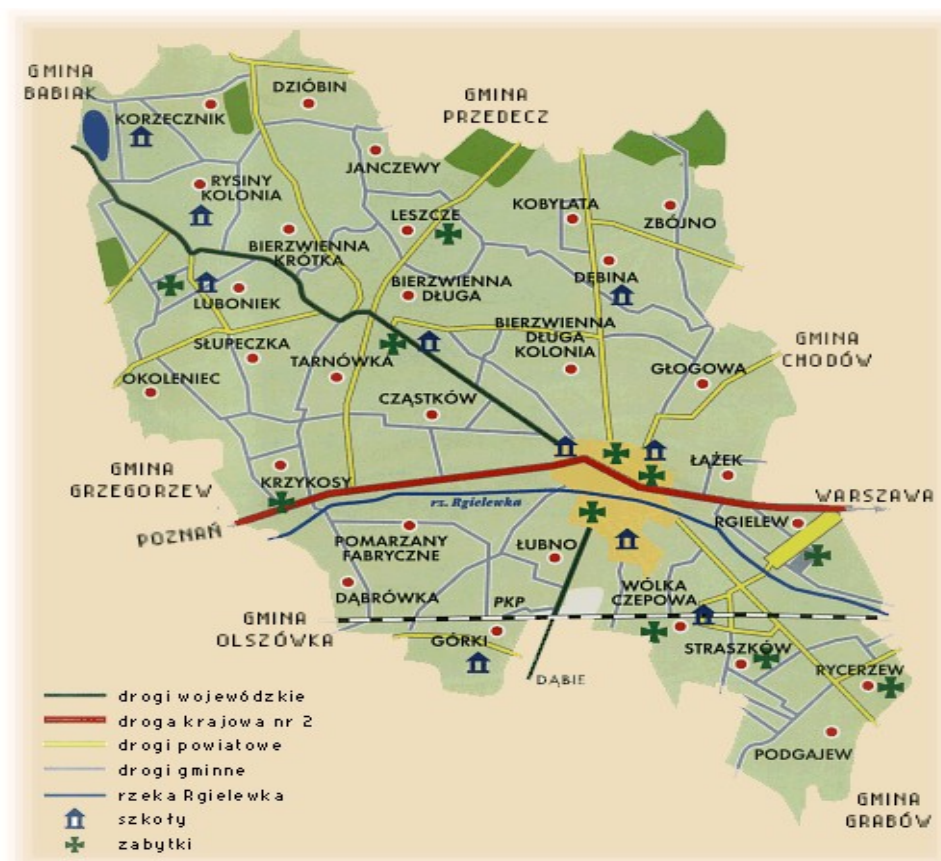 GMINA
BABIAK
DZIÓBIN
KORZECNIK
GMINA
PRZEDECZ
JANCZEWY
RYSINY
KOLONIA
LESZCZE
KOBYŁATA
ZBÓJNO
BIERZWIENNA
KRÓTKA
DĘBINA
BIERZWIENNA
DŁUGA
LUBONIEK
BIERZWIENNA
DŁUGA
KOLONIA
GMINA
CHODÓW
SŁUPECZKA
TARNÓWKA
GŁOGOWA
OKOLENIEC
CZĄSTKÓW
ŁĄŻEK
GMINA
GRZEGORZEW
KRZYKOSY
WARSZAWA
rz. Rgielewka
RGIELEW
POZNAŃ
POMARZANY
FABRYCZNE
ŁUBNO
DĄBRÓWKA
WÓLKA
CZEPOWA
PKP
GMINA
OLSZÓWKA
GÓRKI
STRASZKÓW
RYCERZEW
DĄBIE
PODGAJEW
GMINA
GRABÓW
drogi wojewódzkie
droga krajowa nr 2
drogi powiatowe
drogi gminne
rzeka Rgielewka
szkoły
zabytki